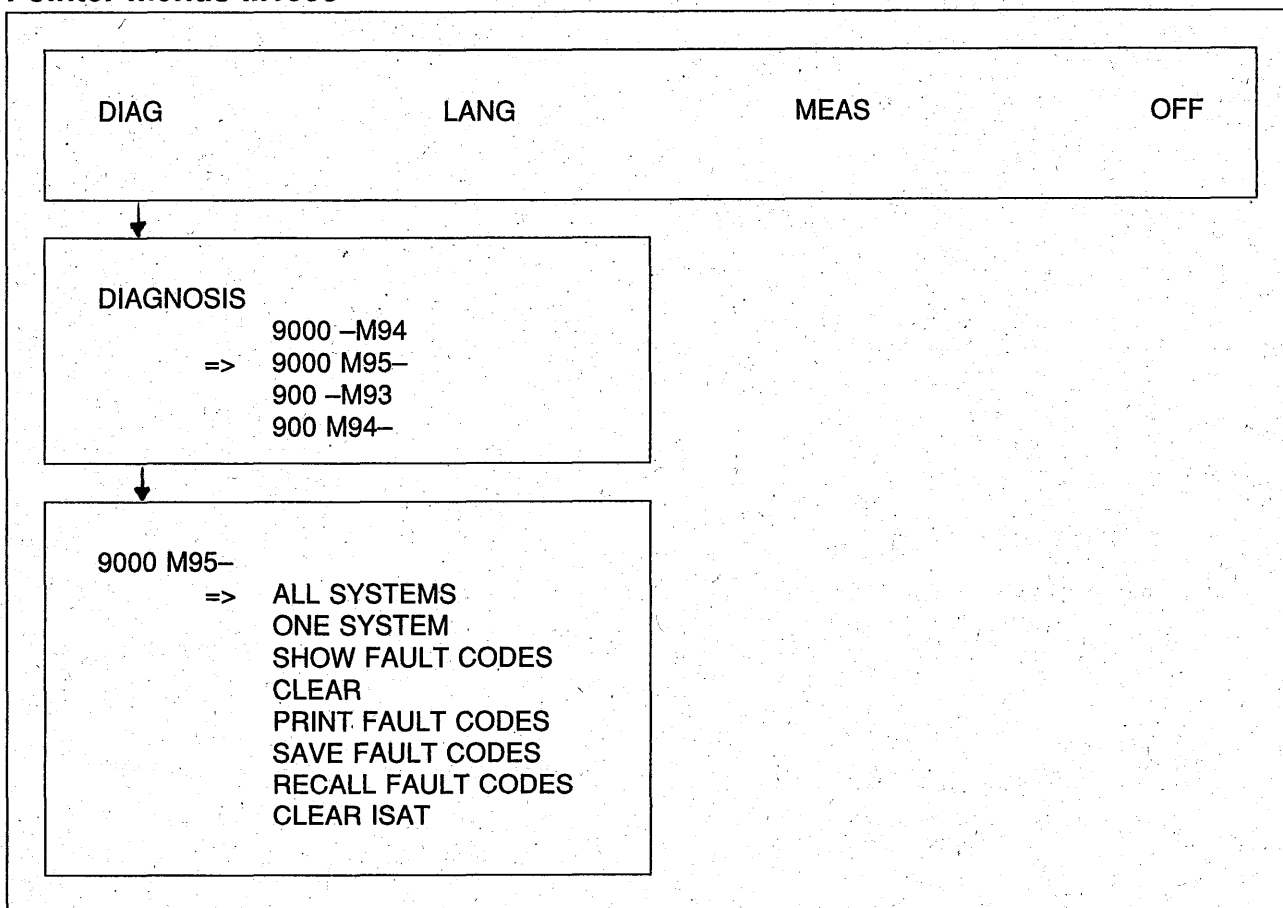 DIAG LANG MEAS OFF
DIAGNOSIS
9000 –M94
=> 9000 M95–
900 –M93
900 M94–
9000 M95–
=> ALL SYSTEMS
ONE SYSTEM
SHOW FAULT CODES
CLEAR
PRINT FAULT CODES
SAVE FAULT CODES
RECALL FAULT CODES
CLEAR ISAT